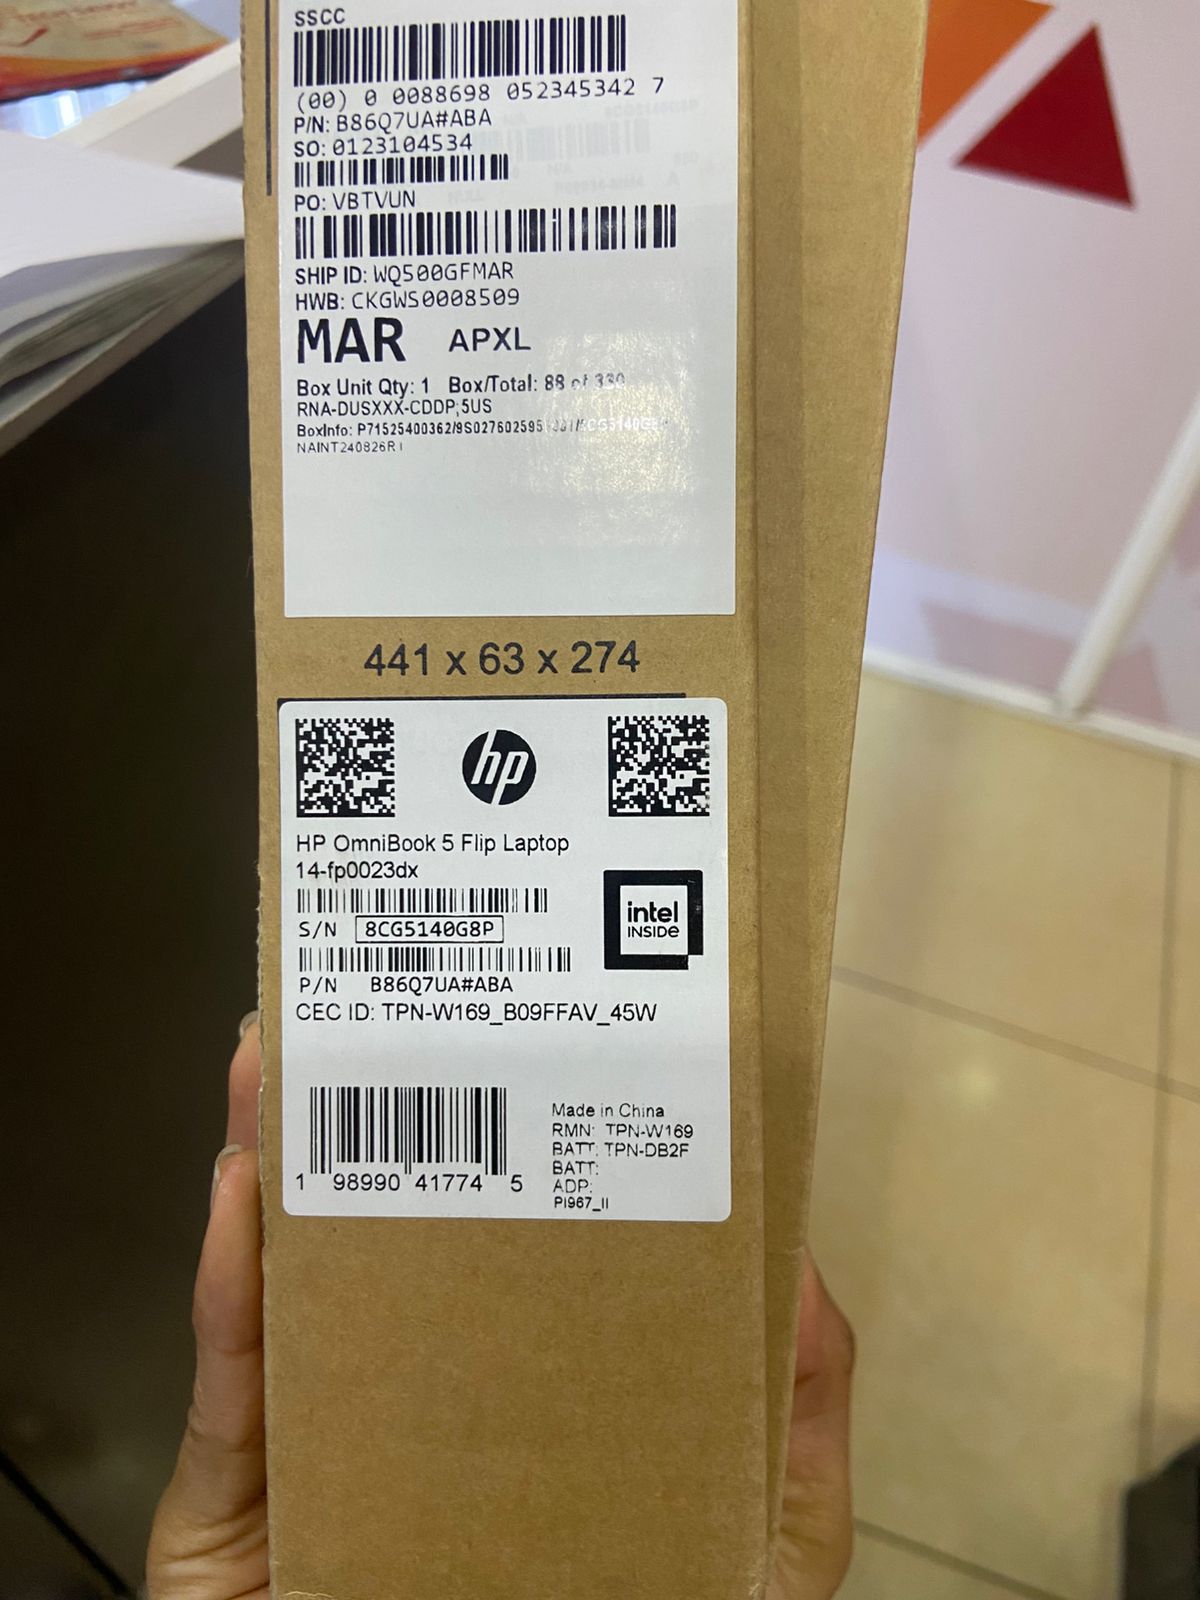 SSCC
(00) 0 0088698 052345342 7
P/N: B86Q7UA#ABA
SO: 0123104534
PO: VBTVUN
SHIP ID: WQ500GFMAR
HWB: CKGWS0008509
MAR APXL
Box Unit Qty: 1 Box/Total: 88 of 330
RNA-DUSXXX-CDDP;5US
BoxInfo:
441 x 63 x 274
hp
HP OmniBook 5 Flip Laptop
14-fp0023dx
intel
INSIDE
S/N 8CG5140G8P
P/N B86Q7UA#ABA
CEC ID: TPN-W169_B09FFAV_45W
1 98990 41774 5
Made in China
RMN: TPN-W169
BATT: TPN-DB2F
BATT:
ADP:
PI967_II